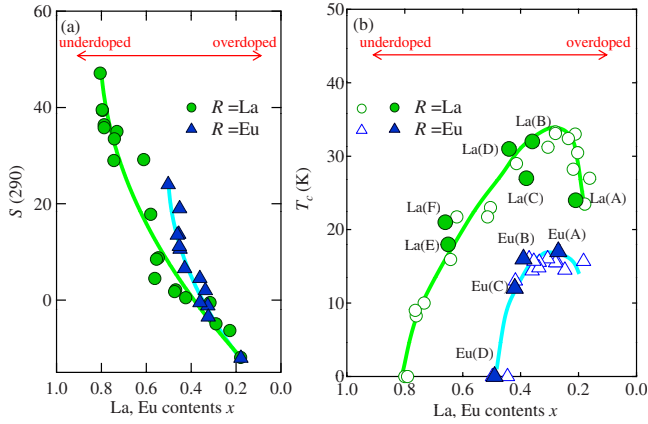 (a)
underdoped overdoped
R =La
R =Eu
S (290)
60
40
20
0
1.0 0.8 0.6 0.4 0.2 0.0
La, Eu contents x
(b)
underdoped overdoped
R =La
R =Eu
La(B)
La(D)
La(C)
La(A)
La(F)
La(E)
Eu(A)
Eu(B)
Eu(C)
Eu(D)
Tc (K)
40
30
20
10
0
1.0 0.8 0.6 0.4 0.2 0.0
La, Eu contents x